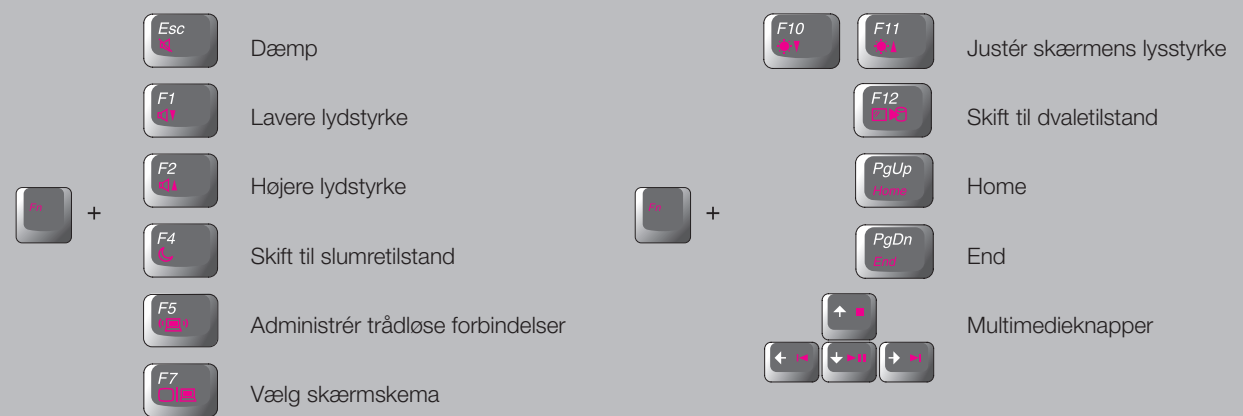 Esc
Dæmp
F1
Lavere lydstyrke
F2
Højere lydstyrke
Fn +
F4
Skift til slumretilstand
F5
Administrér trådløse forbindelser
F7
Vælg skærmskema
F10 F11
Justér skærmens lysstyrke
F12
Skift til dvaletilstand
PgUp
Home
Home
Fn +
PgDn
End
End
Multimedieknapper